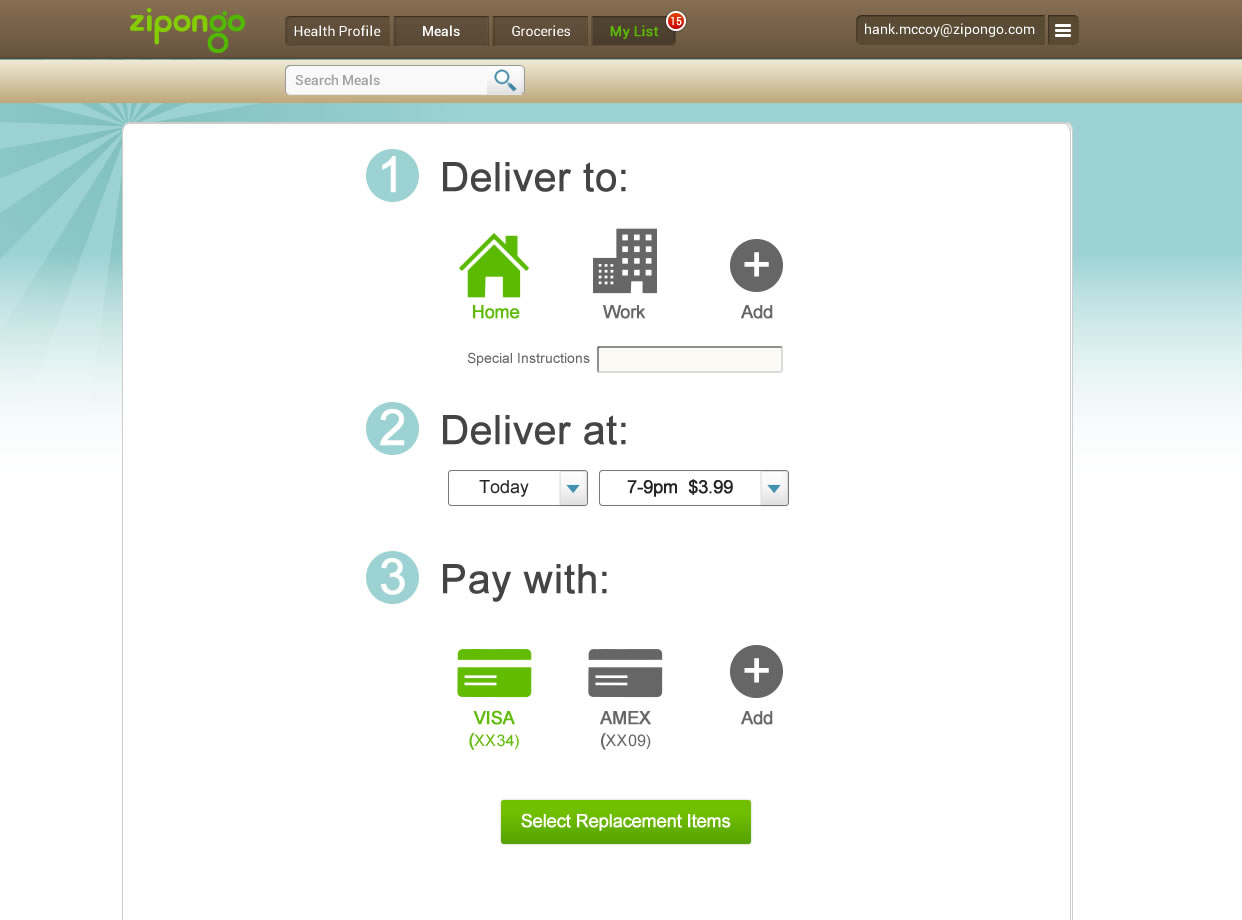 zipongo
Health Profile
Meals
Groceries
My List
15
hank.mccoy@zipongo.com
Search Meals
1 Deliver to:
Home
Work
Add
Special Instructions
2 Deliver at:
Today
7-9pm $3.99
3 Pay with:
VISA
(XX34)
AMEX
(XX09)
Add
Select Replacement Items